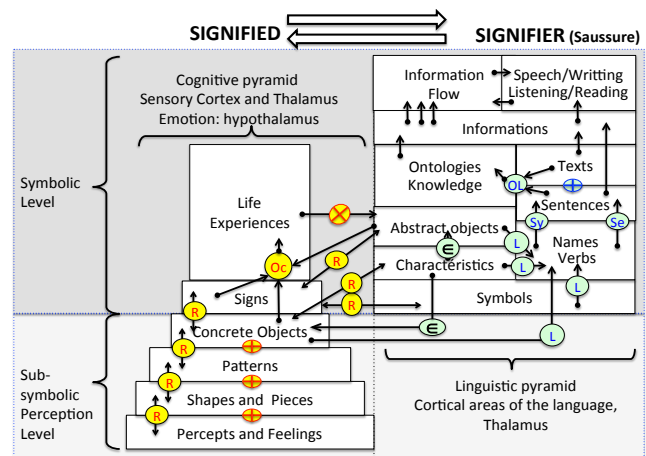 SIGNIFIED
SIGNIFIER (Saussure)
Cognitive pyramid
Sensory Cortex and Thalamus
Emotion: hypothalamus
Information
Flow
Speech/Writting
Listening/Reading
Informations
Symbolic
Level
Ontologies
Knowledge
Texts
OL
Sentences
Life
Experiences
Sy
Se
Abstract objects
Names
Verbs
L
∈
Oc
R
Characteristics
L
R
Signs
R
Symbols
L
R
Concrete Objects
∈
L
R
Patterns
R
Shapes and Pieces
R
Percepts and Feelings
Sub-
symbolic
Perception
Level
Linguistic pyramid
Cortical areas of the language,
Thalamus